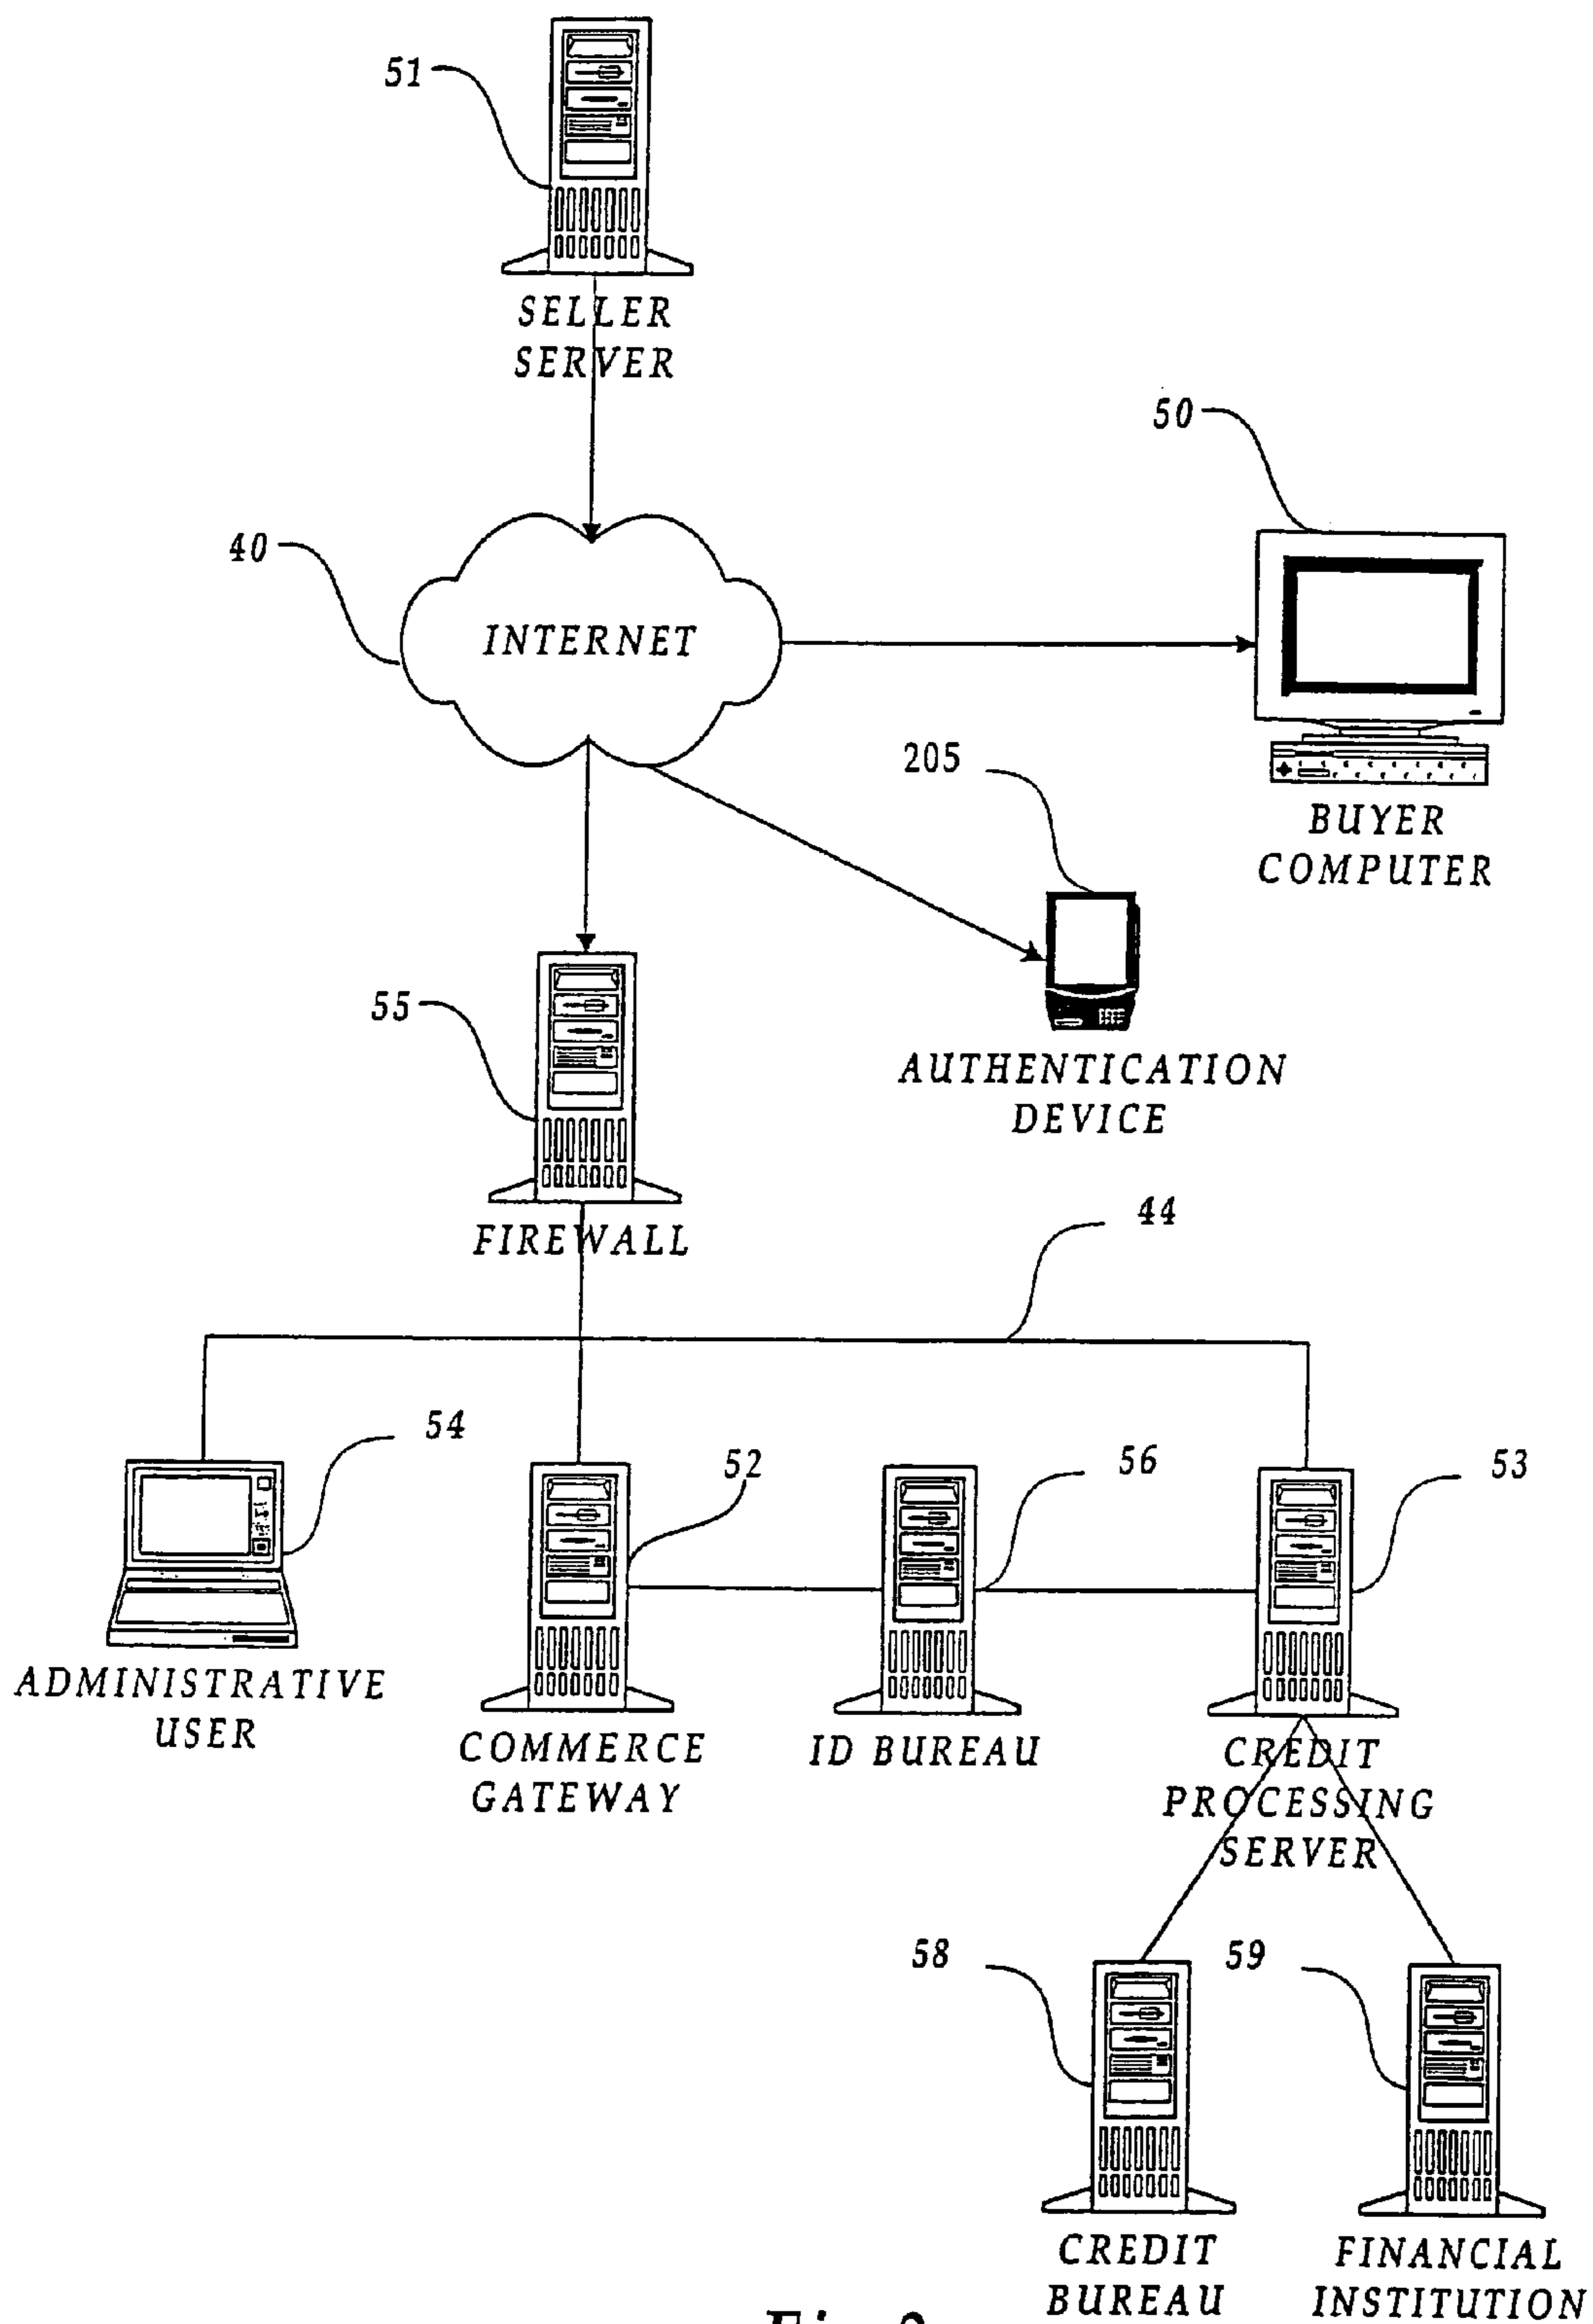 51
SELLER
SERVER
50
40
INTERNET
205
BUYER
COMPUTER
55
AUTHENTICATION
DEVICE
FIREWALL
44
54
52
56
53
ADMINISTRATIVE
USER
COMMERCE
GATEWAY
ID BUREAU
CREDIT
PROCESSING
SERVER
58
59
CREDIT
BUREAU
FINANCIAL
INSTITUTION